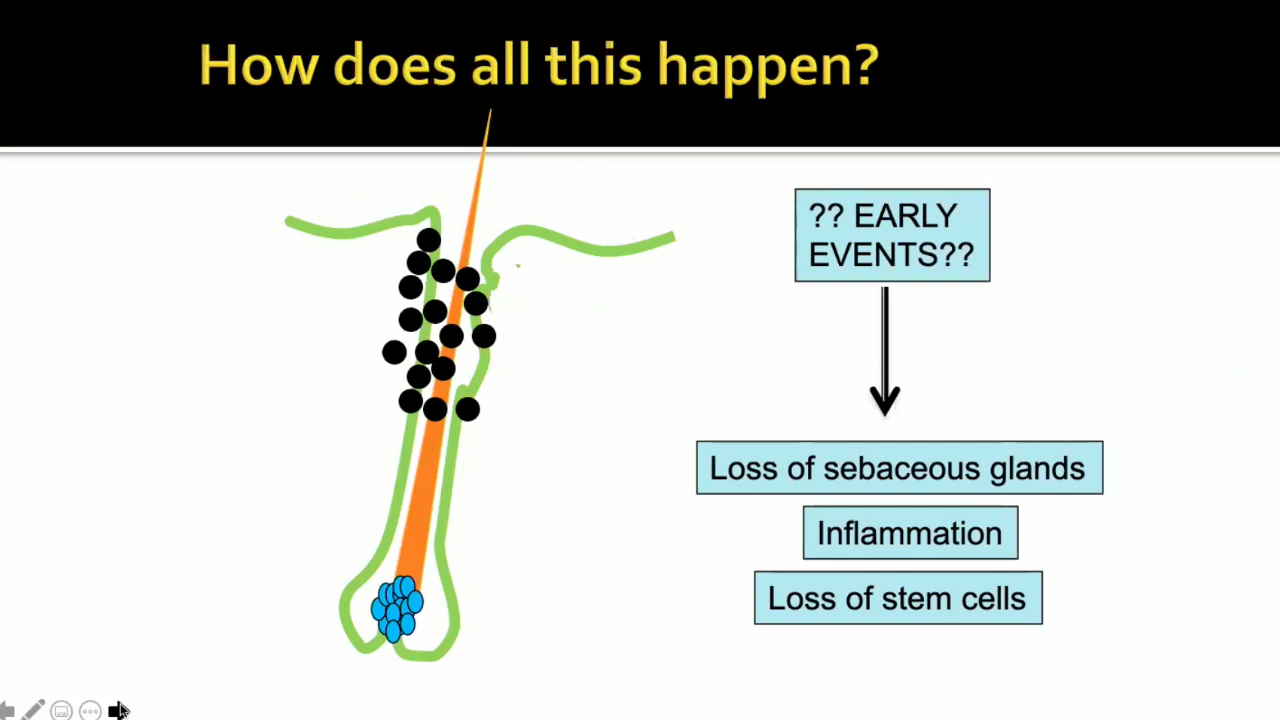 How does all this happen?
?? EARLY
EVENTS??
Loss of sebaceous glands
Inflammation
Loss of stem cells